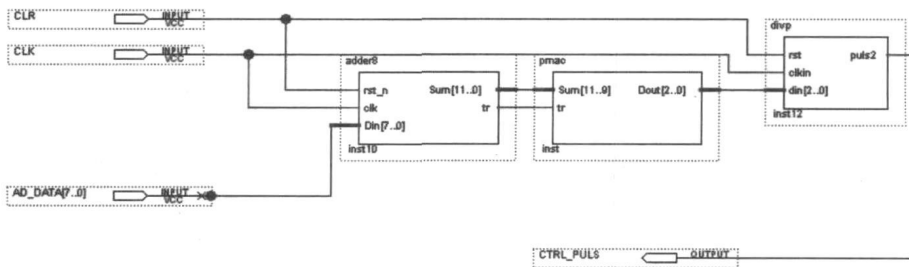 CLR
INPUT
VCC
CLK
INPUT
VCC
AD_DATA[7..0]
INPUT
VCC
adder8
rst_n
clk
Din[7..0]
Sum[11..0]
tr
inst10
pmac
Sum[11..9]
tr
Dout[2..0]
inst
divp
rst
clkin
din[2..0]
puls2
inst12
CTRL_PULS
OUTPUT